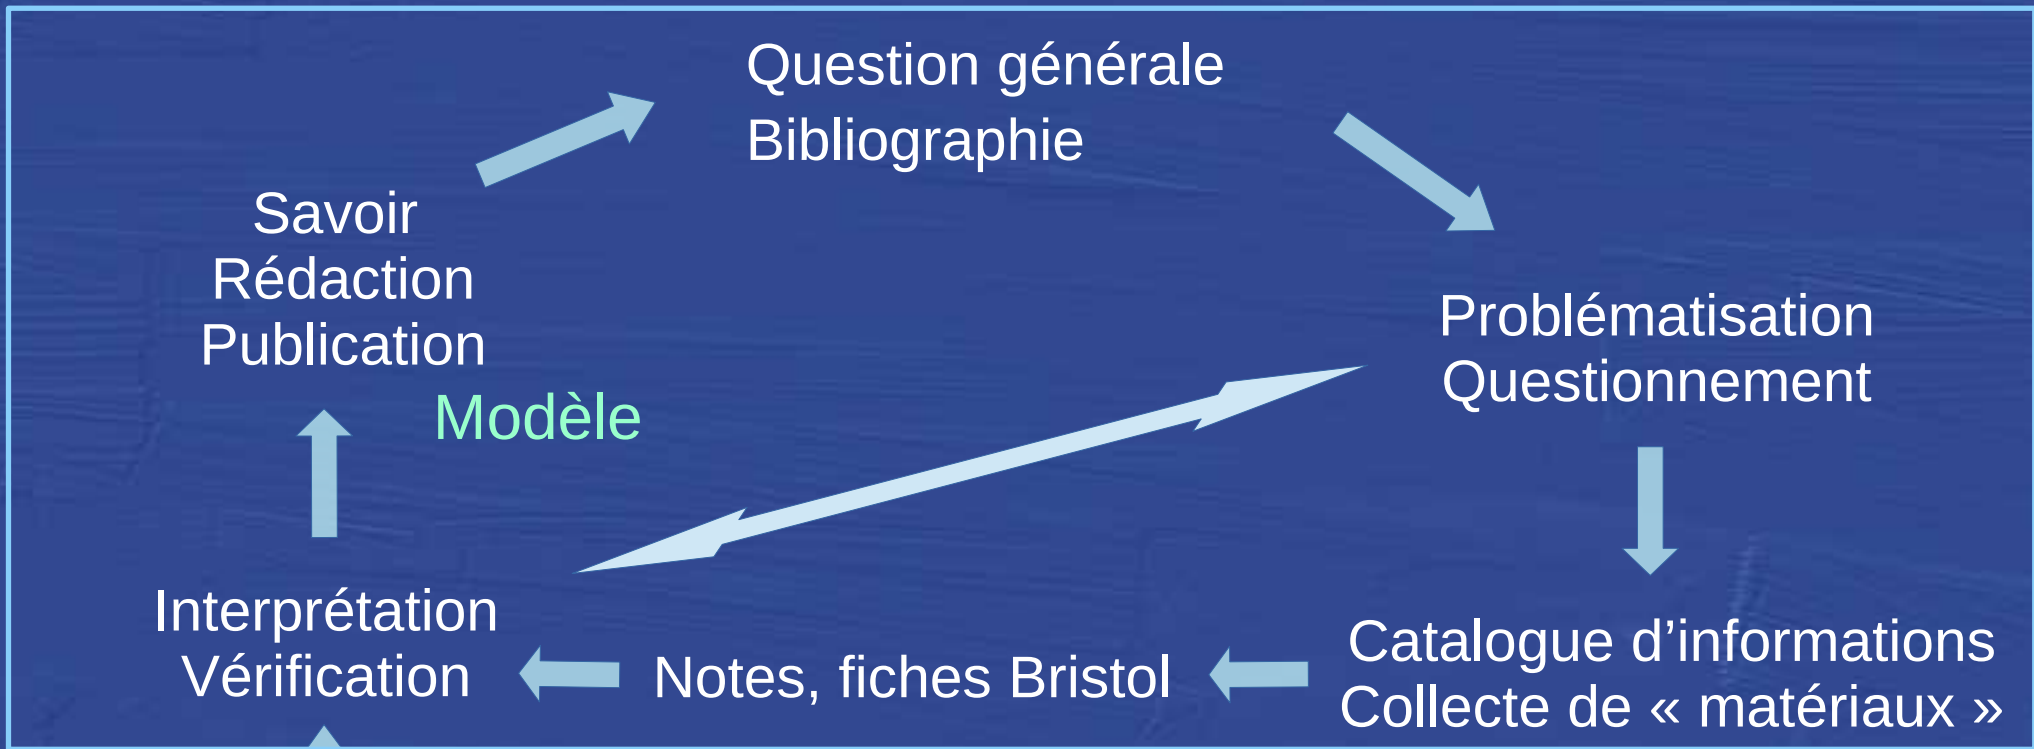 Question générale
Bibliographie
Savoir
Rédaction
Publication
Problématisation
Questionnement
Modèle
Interprétation
Vérification
Notes, fiches Bristol
Catalogue d’informations
Collecte de « matériaux »